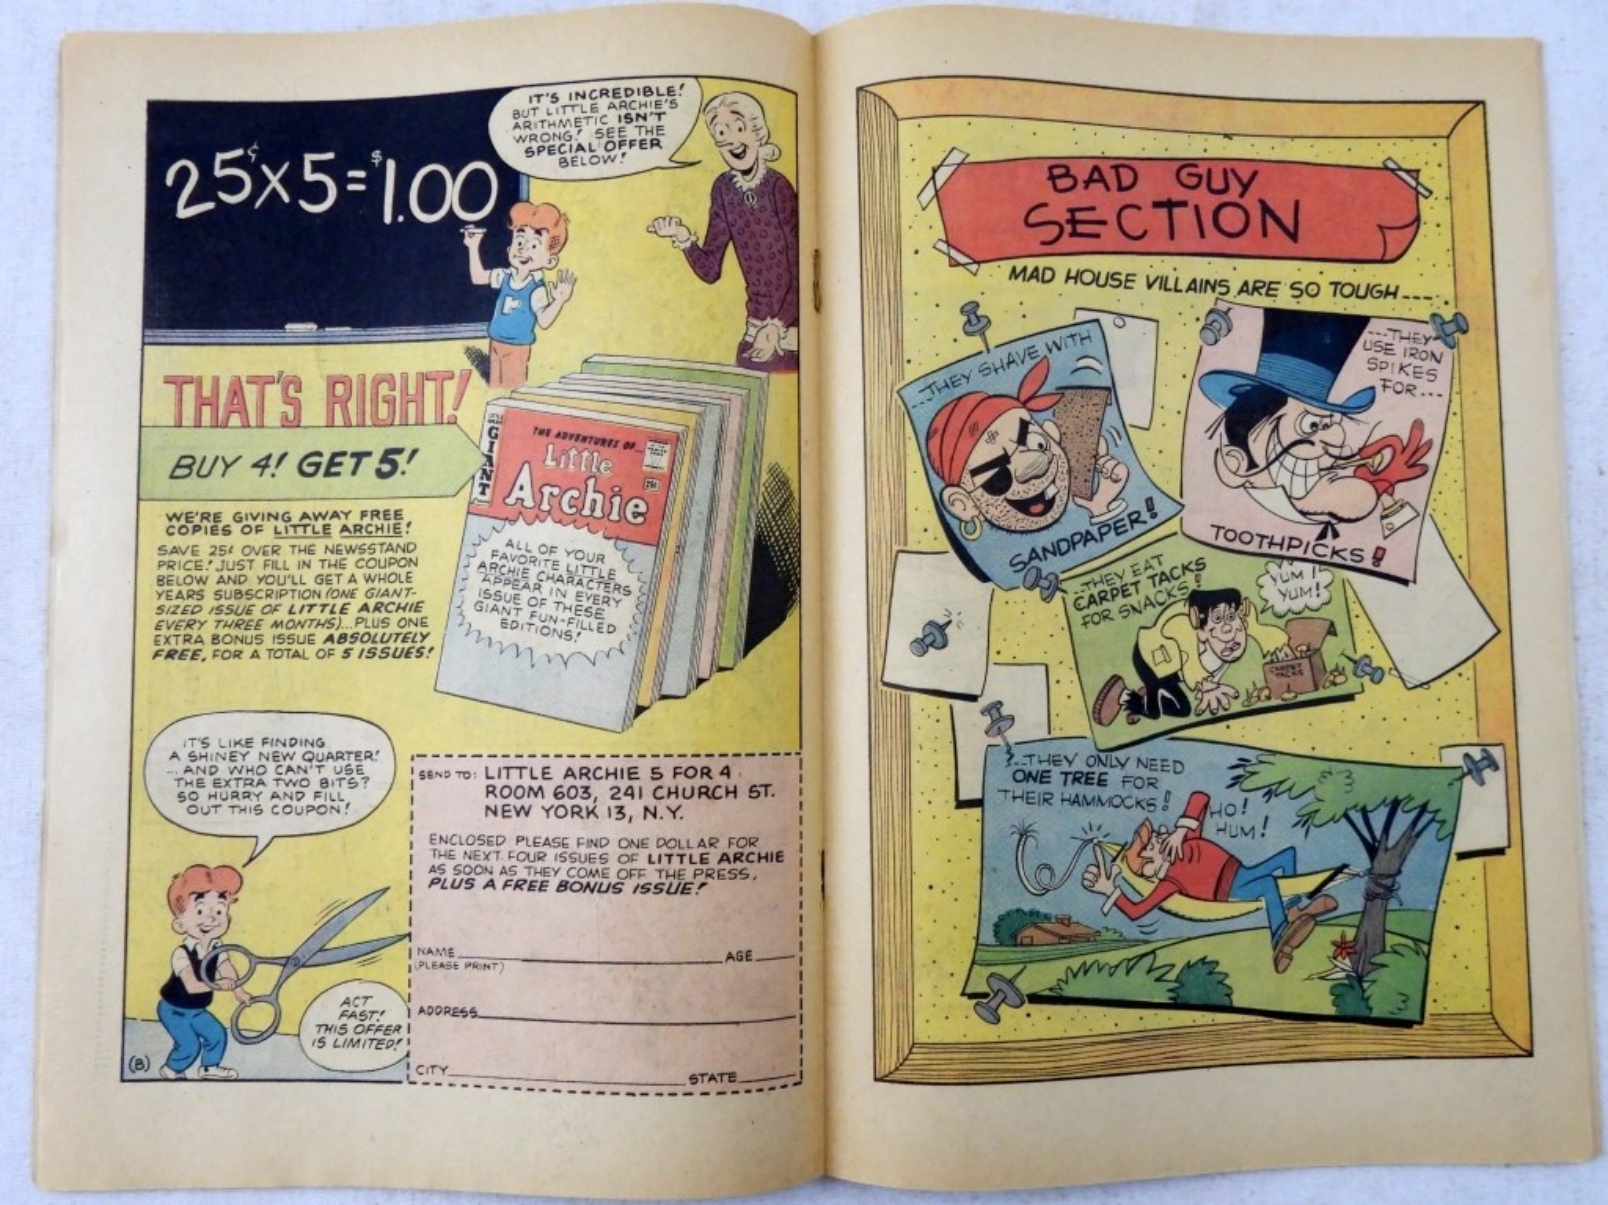 25¢ x 5 = $1.00
IT'S INCREDIBLE!
BUT LITTLE ARCHIE'S
ARITHMETIC ISN'T
WRONG! SEE THE
SPECIAL OFFER
BELOW!
THAT'S RIGHT!
BUY 4! GET 5!
WE'RE GIVING AWAY FREE
COPIES OF LITTLE ARCHIE!
SAVE 25¢ OVER THE NEWSSTAND
PRICE! JUST FILL IN THE COUPON
BELOW AND YOU'LL GET A WHOLE
YEARS SUBSCRIPTION (ONE GIANT-
SIZED ISSUE OF LITTLE ARCHIE
EVERY THREE MONTHS)... PLUS ONE
EXTRA BONUS ISSUE ABSOLUTELY
FREE, FOR A TOTAL OF 5 ISSUES!
GIANT
THE ADVENTURES OF...
Little
Archie
25¢
ALL OF YOUR
FAVORITE LITTLE
ARCHIE CHARACTERS
APPEAR IN EVERY
ISSUE OF THESE
GIANT FUN-FILLED
EDITIONS!
IT'S LIKE FINDING
A SHINEY NEW QUARTER!
... AND WHO CAN'T USE
THE EXTRA TWO BITS?
SO HURRY AND FILL
OUT THIS COUPON!
ACT
FAST!
THIS OFFER
IS LIMITED!
(B)
SEND TO: LITTLE ARCHIE 5 FOR 4
ROOM 603, 241 CHURCH ST.
NEW YORK 13, N.Y.
ENCLOSED PLEASE FIND ONE DOLLAR FOR
THE NEXT FOUR ISSUES OF LITTLE ARCHIE
AS SOON AS THEY COME OFF THE PRESS,
PLUS A FREE BONUS ISSUE!
NAME AGE
(PLEASE PRINT)
ADDRESS
CITY STATE
BAD GUY
SECTION
MAD HOUSE VILLAINS ARE SO TOUGH----
...THEY SHAVE WITH
SANDPAPER!
---THEY
USE IRON
SPIKES
FOR---
TOOTHPICKS!
...THEY EAT
CARPET TACKS
FOR SNACKS!
YUM!
YUM!
CARPET
TACKS
...THEY ONLY NEED
ONE TREE FOR
THEIR HAMMOCKS!
HO!
HUM!